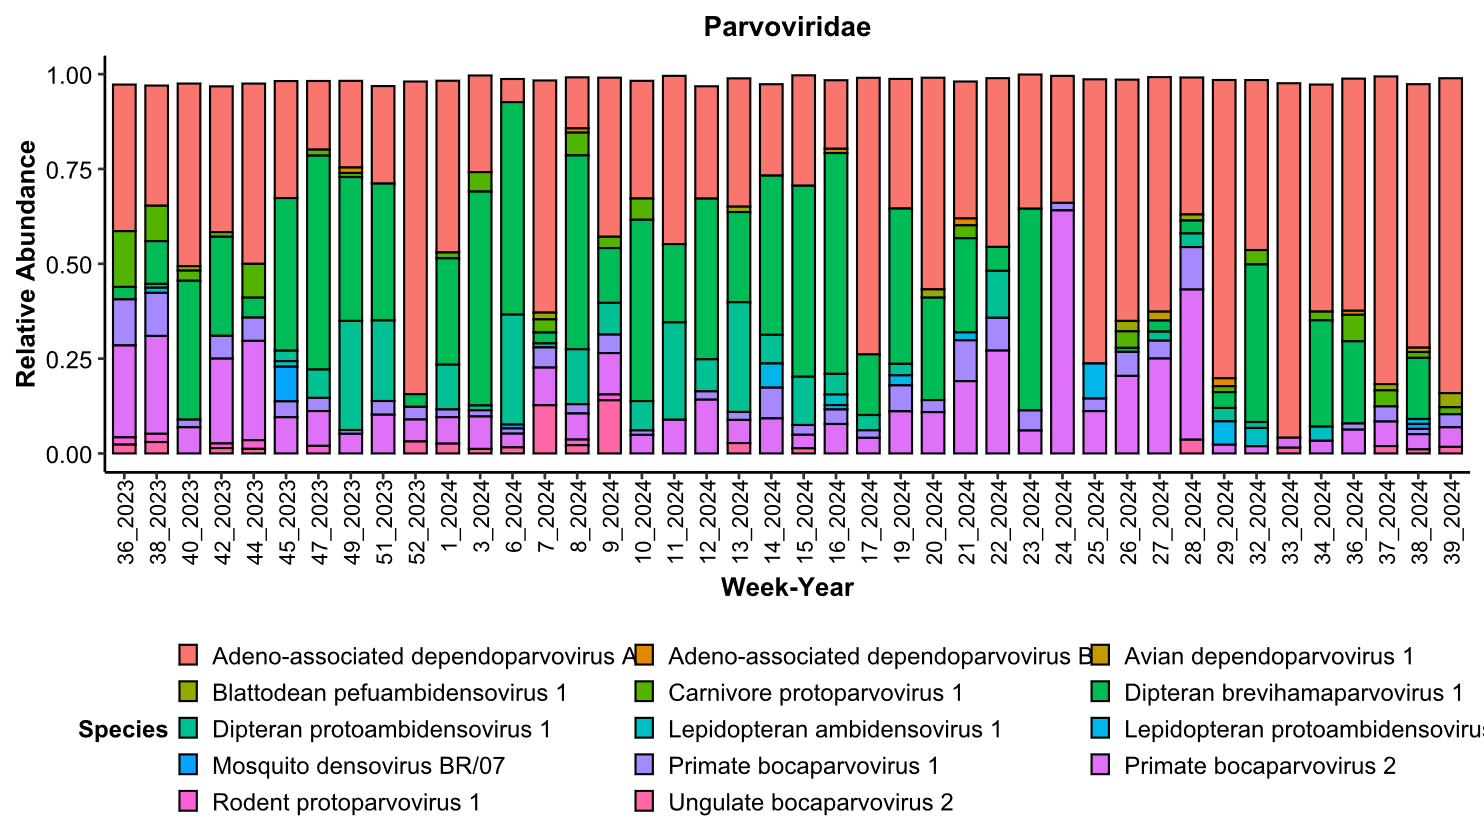 Parvoviridae
1.00
0.75
0.50
0.25
0.00
Relative Abundance
36_2023
38_2023
40_2023
42_2023
44_2023
45_2023
47_2023
49_2023
51_2023
52_2023
1_2024
3_2024
6_2024
7_2024
8_2024
9_2024
10_2024
11_2024
12_2024
13_2024
14_2024
15_2024
16_2024
17_2024
19_2024
20_2024
21_2024
22_2024
23_2024
24_2024
25_2024
26_2024
27_2024
28_2024
29_2024
32_2024
33_2024
34_2024
36_2024
37_2024
38_2024
39_2024
Week-Year
Species
Adeno-associated dependoparvovirus A
Adeno-associated dependoparvovirus B
Avian dependoparvovirus 1
Blattodean pefuambidensovirus 1
Carnivore protoparvovirus 1
Dipteran brevihamaparvovirus 1
Dipteran protoambidensovirus 1
Lepidopteran ambidensovirus 1
Lepidopteran protoambidensovirus
Mosquito densovirus BR/07
Primate bocaparvovirus 1
Primate bocaparvovirus 2
Rodent protoparvovirus 1
Ungulate bocaparvovirus 2